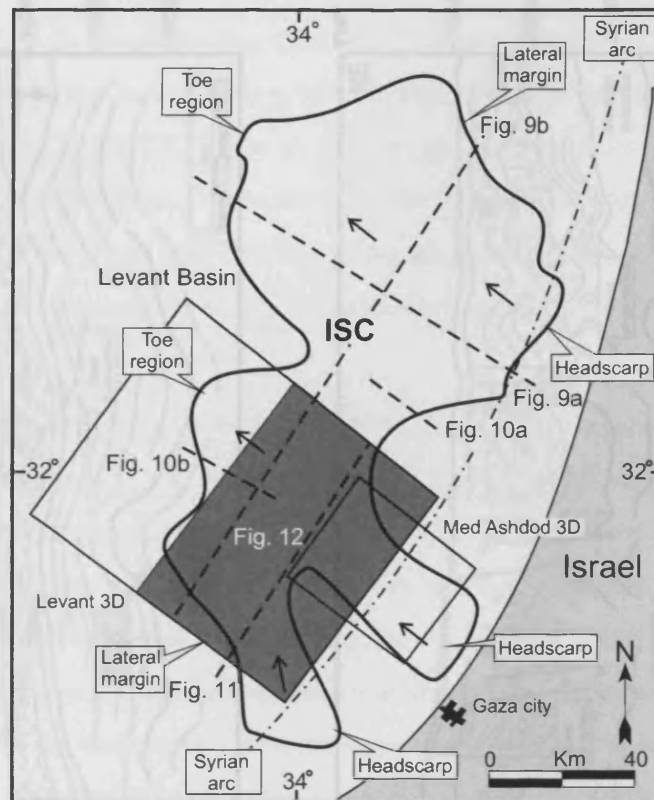 34°
Syrian
arc
Toe
region
Lateral
margin
Fig. 9b
Levant Basin
ISC
Toe
region
Headscarp
Fig. 9a
Fig. 10a
Fig. 10b
32°
32°
Fig. 12
Med Ashdod 3D
Israel
Levant 3D
Lateral
margin
Headscarp
N
Fig. 11
Gaza city
Syrian
arc
Headscarp
34°
0 Km 40